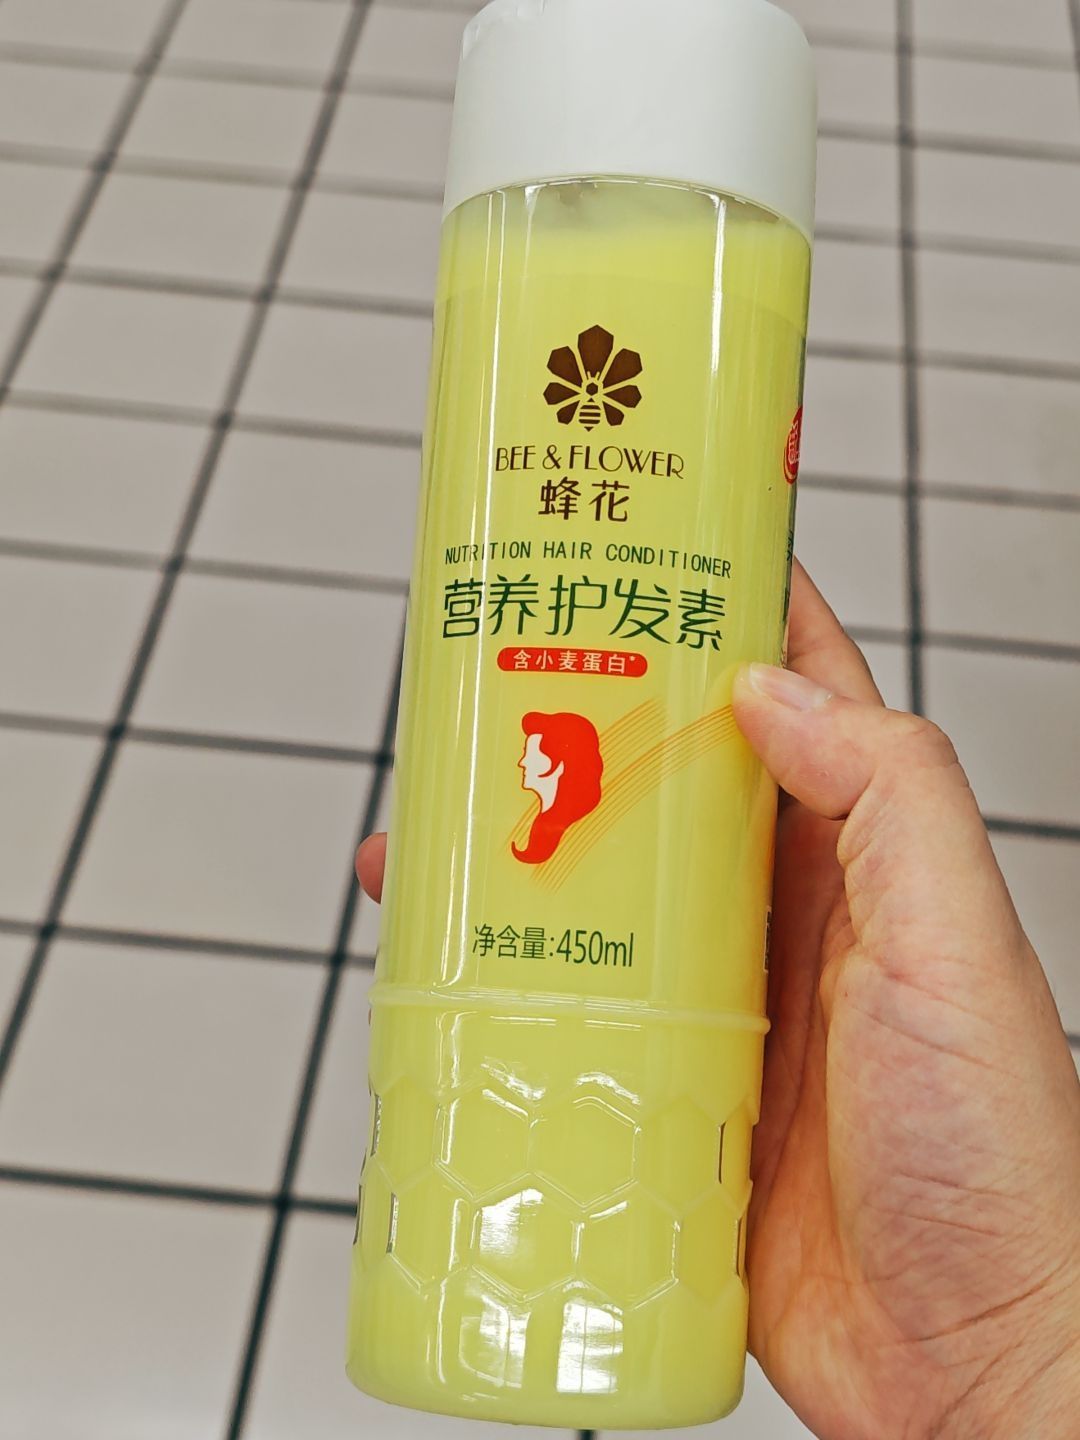 BEE & FLOWER
蜂花
NUTRITION HAIR CONDITIONER
营养护发素
含小麦蛋白*
净含量:450ml